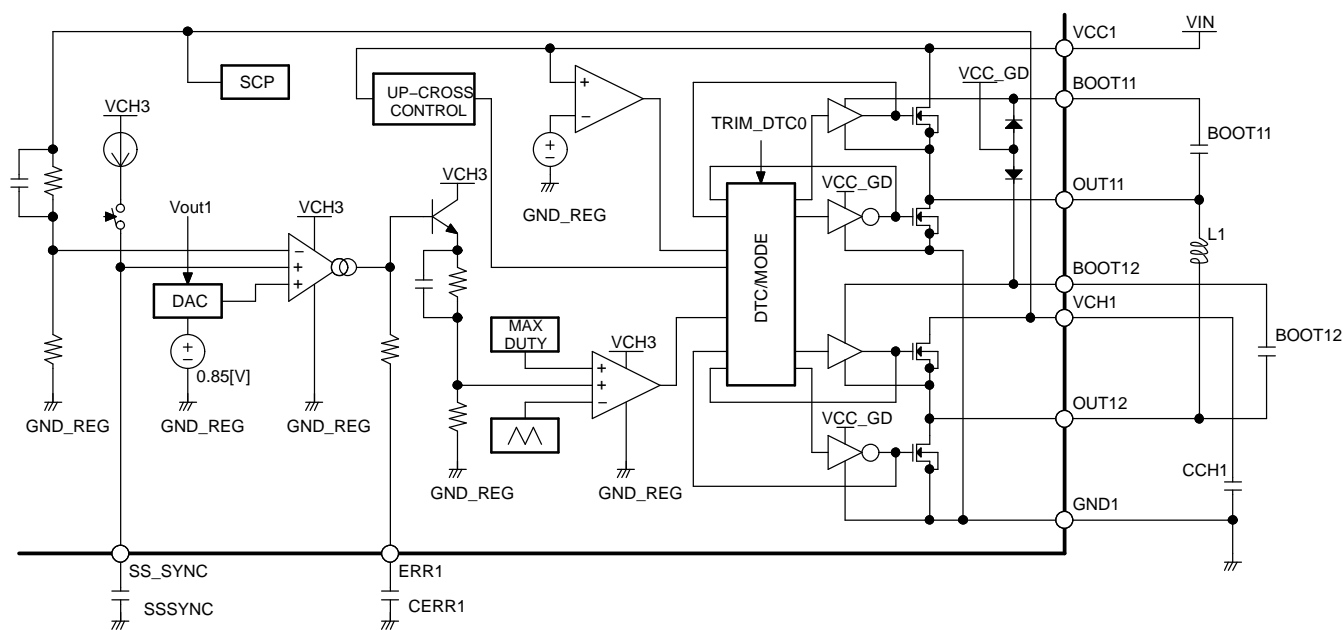 VCC1
VIN
SCP
UP-CROSS
CONTROL
VCC_GD
BOOT11
VCH3
TRIM_DTC0
BOOT11
VCH3
VCC_GD
OUT11
Vout1
VCH3
GND_REG
L1
DTC/MODE
BOOT12
DAC
VCH1
MAX
DUTY
VCH3
BOOT12
0.85[V]
GND_REG
GND_REG
GND_REG
VCC_GD
OUT12
GND_REG
GND_REG
CCH1
GND1
SS_SYNC
ERR1
SSSYNC
CERR1